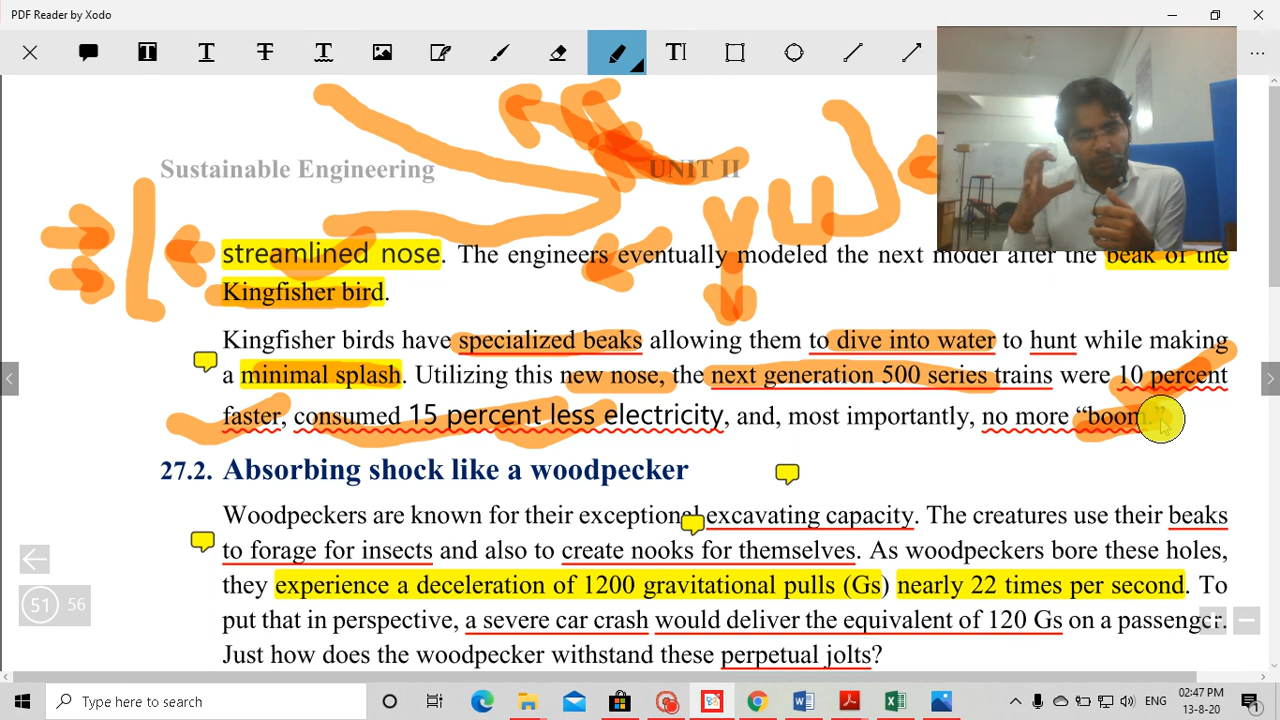 PDF Reader by Xodo
Sustainable Engineering UNIT II
streamlined nose. The engineers eventually modeled the next model after the beak of the
Kingfisher bird.
Kingfisher birds have specialized beaks allowing them to dive into water to hunt while making
a minimal splash. Utilizing this new nose, the next generation 500 series trains were 10 percent
faster, consumed 15 percent less electricity, and, most importantly, no more “boom.”
27.2. Absorbing shock like a woodpecker
Woodpeckers are known for their exceptional excavating capacity. The creatures use their beaks
to forage for insects and also to create nooks for themselves. As woodpeckers bore these holes,
they experience a deceleration of 1200 gravitational pulls (Gs) nearly 22 times per second. To
put that in perspective, a severe car crash would deliver the equivalent of 120 Gs on a passenger.
Just how does the woodpecker withstand these perpetual jolts?
51 56
Type here to search
ENG
02:47 PM
13-8-20